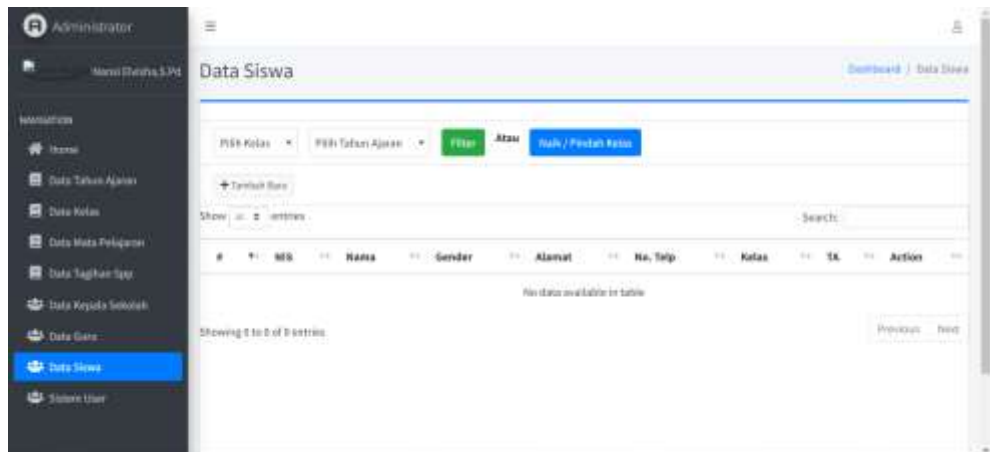 Administrator
S.Pd
NAVIGATION
Home
Data Tahun Ajaran
Data Kelas
Data Mata Pelajaran
Data Tagihan Spp
Data Kepala Sekolah
Data Guru
Data Siswa
Sistem User
Data Siswa
Dashboard / Data Siswa
Pilih Kelas Pilih Tahun Ajaran Filter Atau Naik / Pindah Kelas
+ Tambah Baru
Show entries Search:
# NIS Nama Gender Alamat No. Telp Kelas TA Action
No data available in table
Showing 0 to 0 of 0 entries
Previous Next